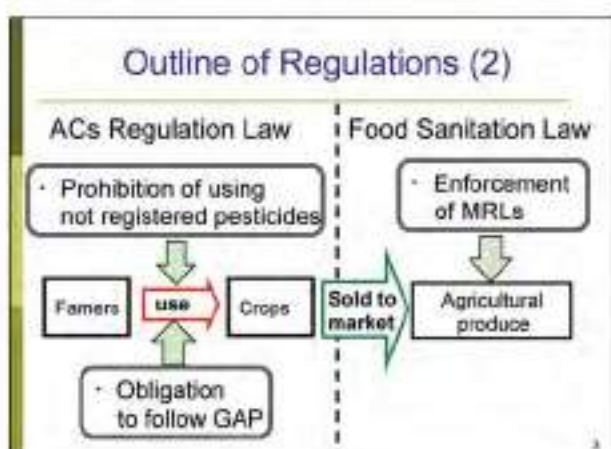 Outline of Regulations (2)
ACs Regulation Law
Food Sanitation Law
· Prohibition of using
not registered pesticides
· Enforcement
of MRLs
Famers
use
Crops
Sold to
market
Agricultural
produce
· Obligation
to follow GAP